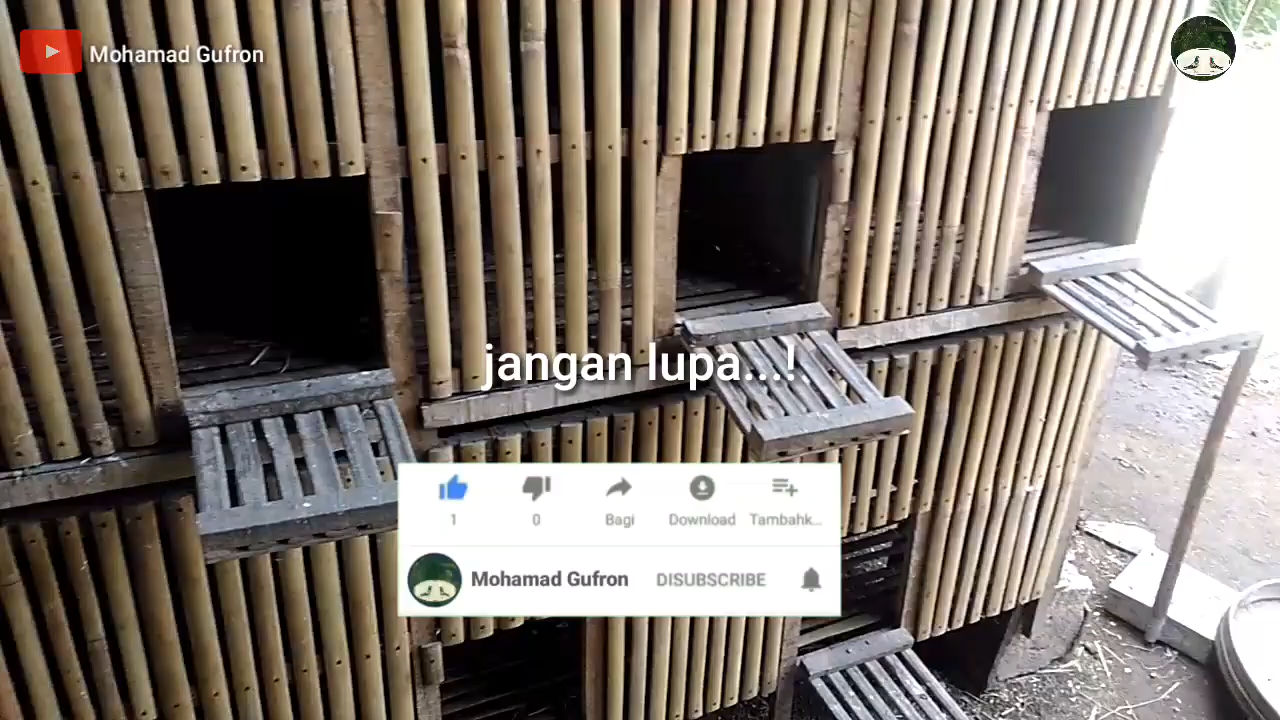 Mohamad Gufron
jangan lupa...!
1
0
Bagi
Download
Tambahk...
Mohamad Gufron
DISUBSCRIBE